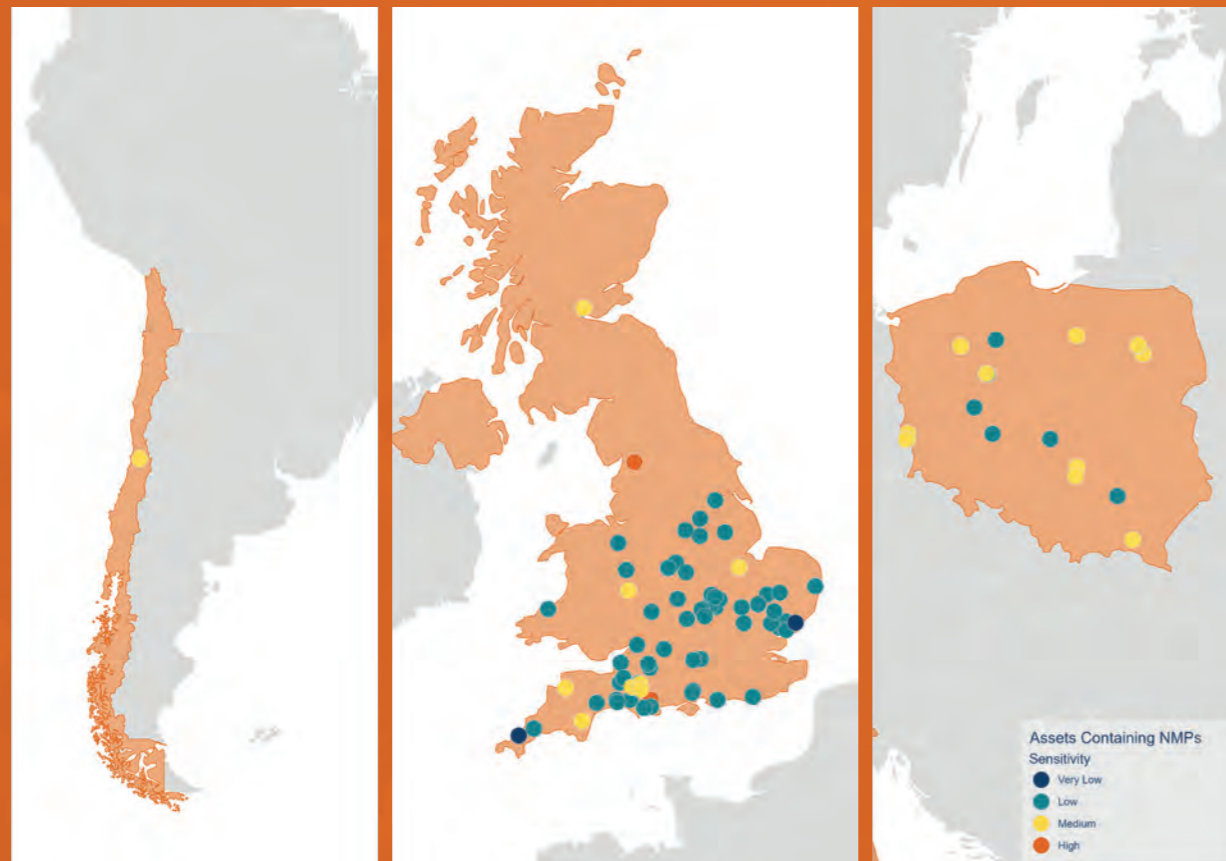 Assets Containing NMPs
Sensitivity
Very Low
Low
Medium
High